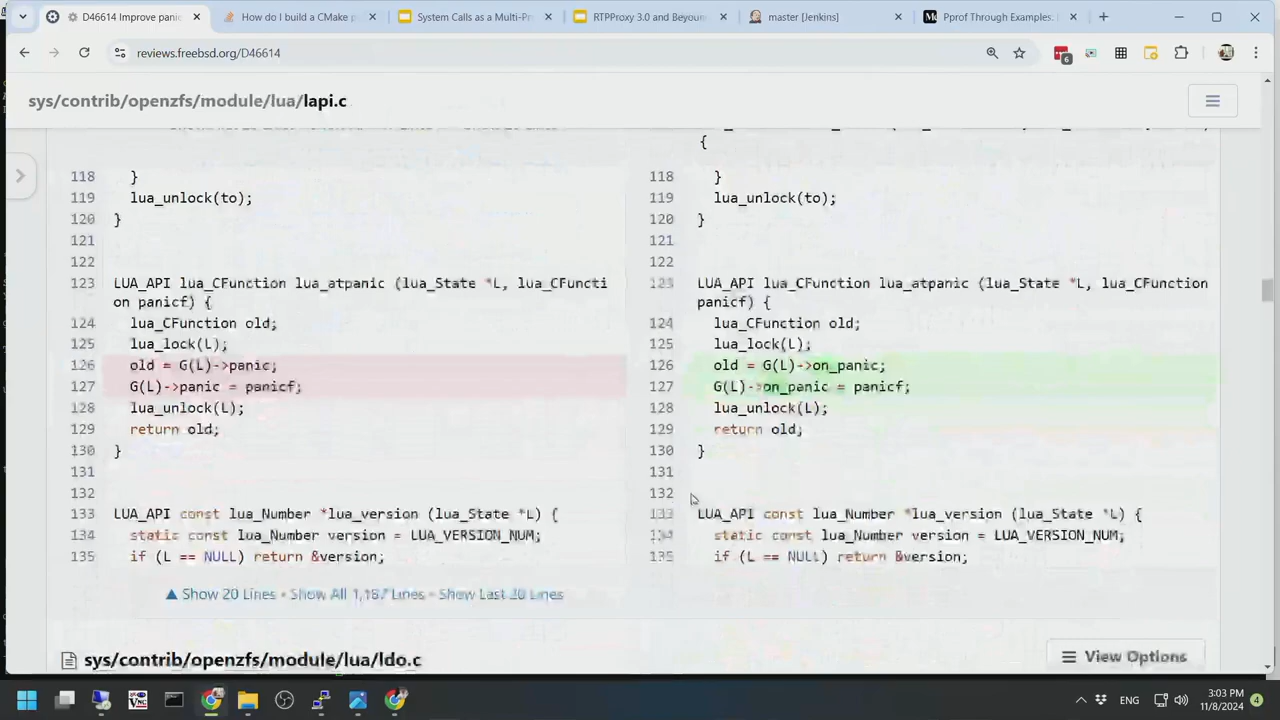 D46614 Improve panic
How do I build a CMake p
System Calls as a Multi-Pr
RTPProxy 3.0 and Beyou
master [Jenkins]
Pprof Through Examples.
reviews.freebsd.org/D46614
6
sys/contrib/openzfs/module/lua/lapi.c
{
118 }
119 lua_unlock(to);
120 }
121
122
123 LUA_API lua_CFunction lua_atpanic (lua_State *L, lua_CFuncti
on panicf) {
124 lua_CFunction old;
125 lua_lock(L);
126 old = G(L)->panic;
127 G(L)->panic = panicf;
128 lua_unlock(L);
129 return old;
130 }
131
132
133 LUA_API const lua_Number *lua_version (lua_State *L) {
134 static const lua_Number version = LUA_VERSION_NUM;
135 if (L == NULL) return &version;
118 }
119 lua_unlock(to);
120 }
121
122
123 LUA_API lua_CFunction lua_atpanic (lua_State *L, lua_CFunction
panicf) {
124 lua_CFunction old;
125 lua_lock(L);
126 old = G(L)->on_panic;
127 G(L)->on_panic = panicf;
128 lua_unlock(L);
129 return old;
130 }
131
132
133 LUA_API const lua_Number *lua_version (lua_State *L) {
134 static const lua_Number version = LUA_VERSION_NUM;
135 if (L == NULL) return &version;
▲ Show 20 Lines • Show All 1,187 Lines • Show Last 20 Lines
sys/contrib/openzfs/module/lua/ldo.c
View Options
ENG
3:03 PM
11/8/2024
4